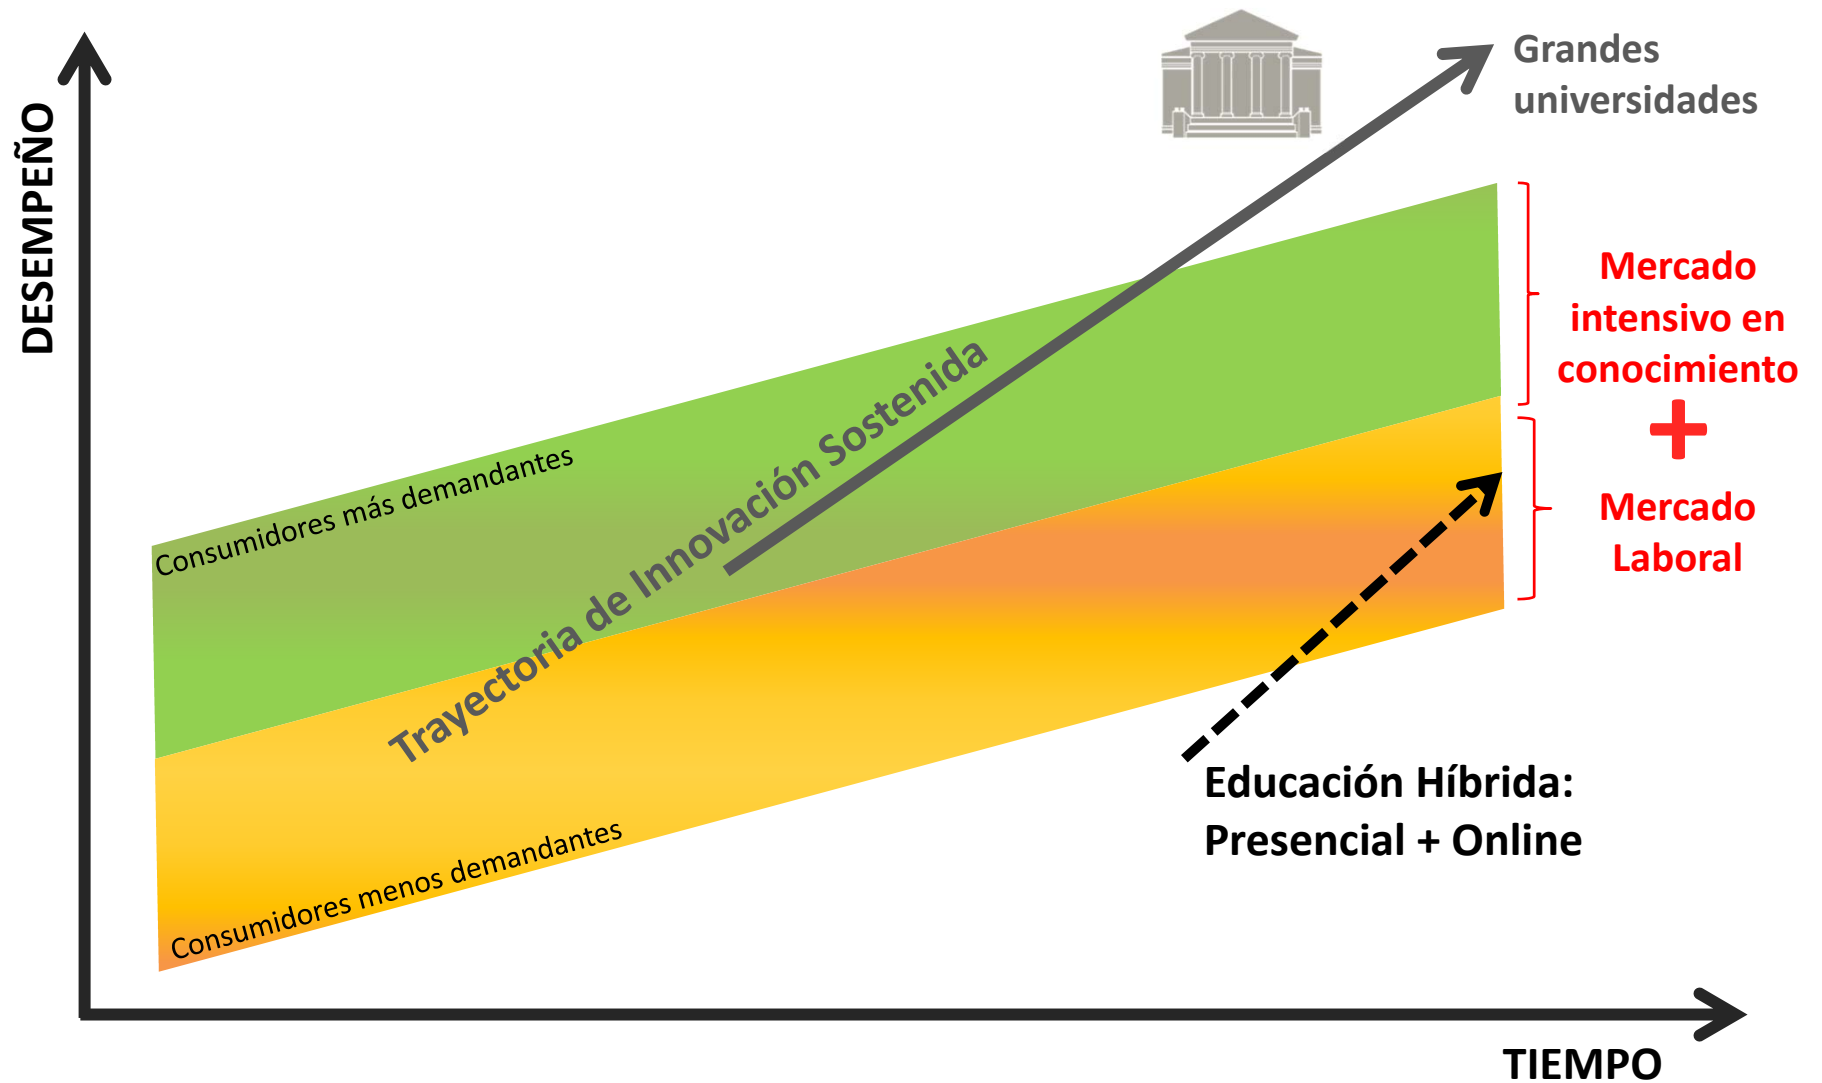 Grandes
universidades
DESEMPEÑO
Mercado
intensivo en
conocimiento
+
Mercado
Laboral
Trayectoria de Innovación Sostenida
Consumidores más demandantes
Consumidores menos demandantes
Educación Híbrida:
Presencial + Online
TIEMPO